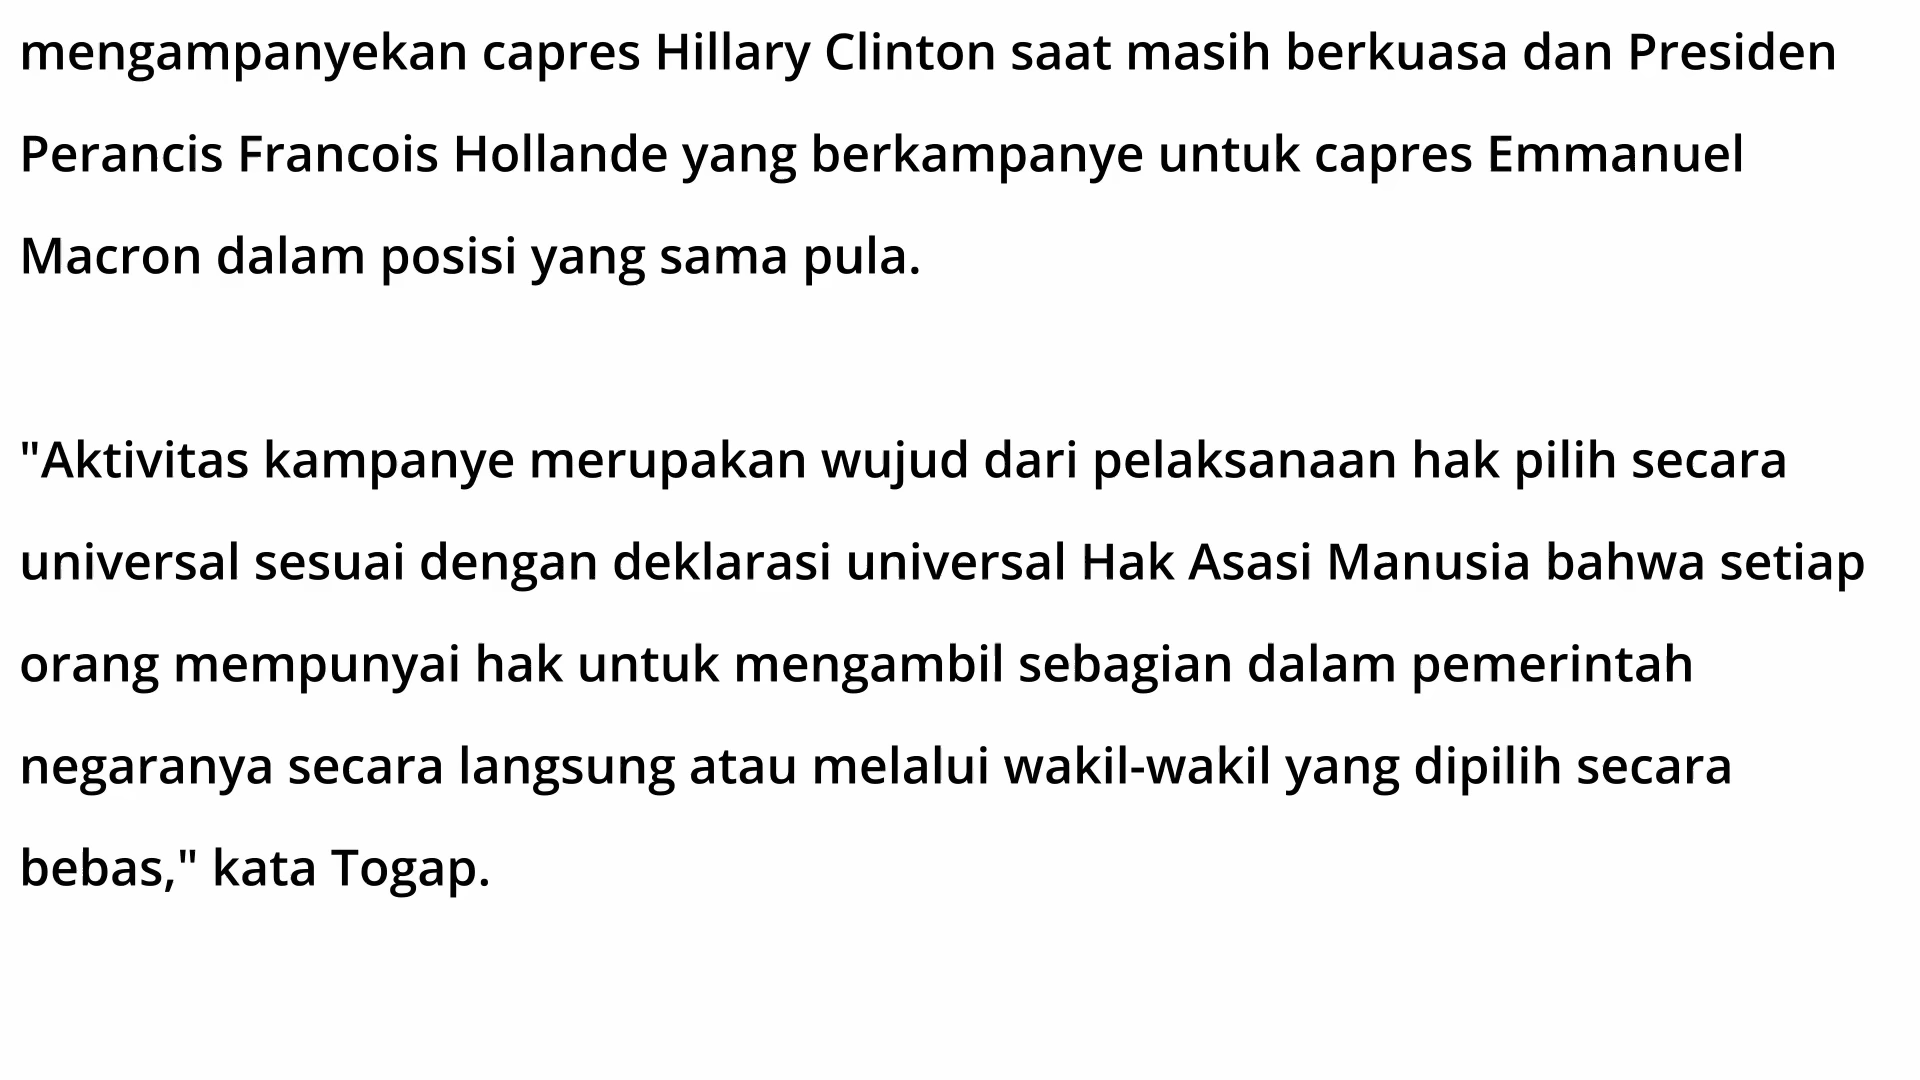 mengampanyekan capres Hillary Clinton saat masih berkuasa dan Presiden
Perancis Francois Hollande yang berkampanye untuk capres Emmanuel
Macron dalam posisi yang sama pula.
"Aktivitas kampanye merupakan wujud dari pelaksanaan hak pilih secara
universal sesuai dengan deklarasi universal Hak Asasi Manusia bahwa setiap
orang mempunyai hak untuk mengambil sebagian dalam pemerintah
negaranya secara langsung atau melalui wakil-wakil yang dipilih secara
bebas," kata Togap.